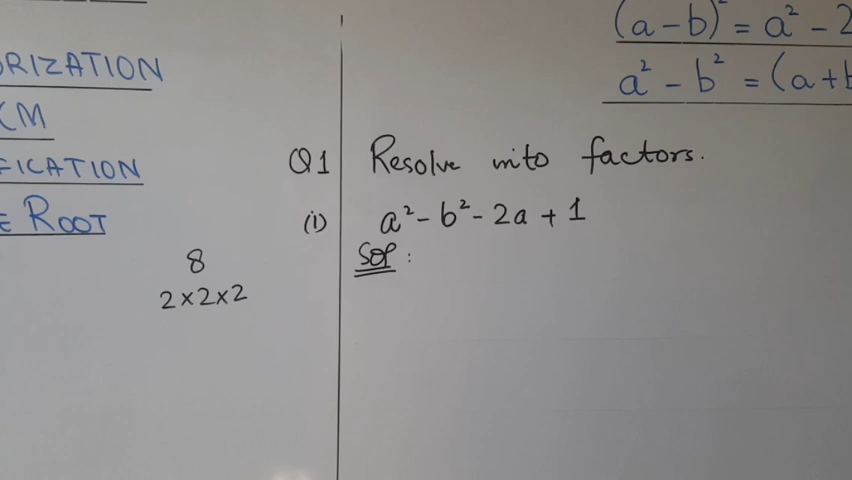 (a-b)² = a² - 2
a² - b² = (a+b
ORIZATION
CM
FICATION
ROOT
8
2×2×2
Q1 Resolve into factors.
(i) a² - b² - 2a + 1
Sol: